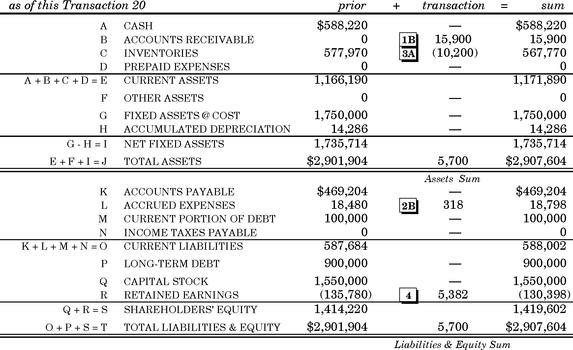 as of this Transaction 20 prior + transaction = sum
A CASH $588,220 — $588,220
B ACCOUNTS RECEIVABLE 0 1B 15,900 15,900
C INVENTORIES 577,970 3A (10,200) 567,770
D PREPAID EXPENSES 0 — 0
A + B + C + D = E CURRENT ASSETS 1,166,190 1,171,890
F OTHER ASSETS 0 — 0
G FIXED ASSETS @ COST 1,750,000 — 1,750,000
H ACCUMULATED DEPRECIATION 14,286 — 14,286
G - H = I NET FIXED ASSETS 1,735,714 1,735,714
E + F + I = J TOTAL ASSETS $2,901,904 5,700 $2,907,604
Assets Sum
K ACCOUNTS PAYABLE $469,204 — $469,204
L ACCRUED EXPENSES 18,480 2B 318 18,798
M CURRENT PORTION OF DEBT 100,000 — 100,000
N INCOME TAXES PAYABLE 0 — 0
K + L + M + N = O CURRENT LIABILITIES 587,684 588,002
P LONG-TERM DEBT 900,000 — 900,000
Q CAPITAL STOCK 1,550,000 — 1,550,000
R RETAINED EARNINGS (135,780) 4 5,382 (130,398)
Q + R = S SHAREHOLDERS' EQUITY 1,414,220 1,419,602
O + P + S = T TOTAL LIABILITIES & EQUITY $2,901,904 5,700 $2,907,604
Liabilities & Equity Sum